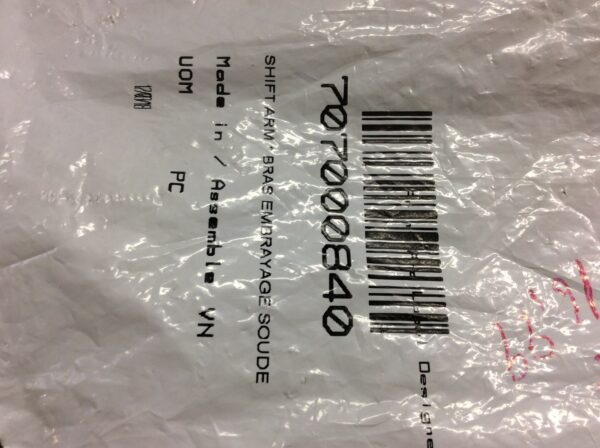 Designe
707000840
SHIFT ARM * BRAS EMBRAYAGE SOUDE
Made in / Assemble VN
UOM PC